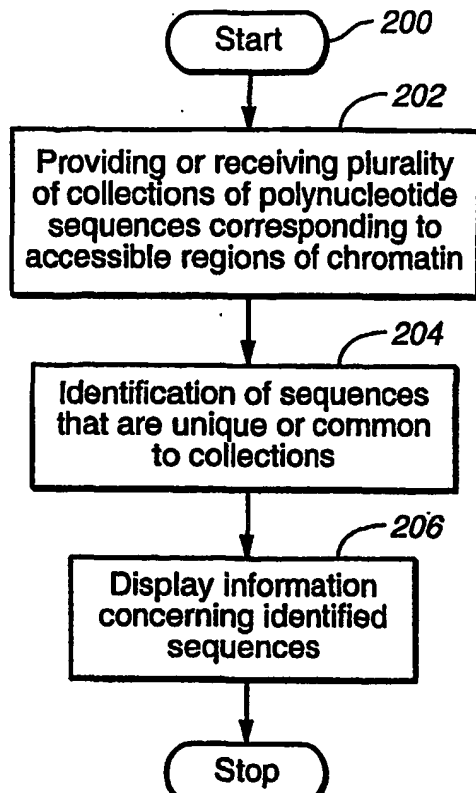 Start
200
202
Providing or receiving plurality
of collections of polynucleotide
sequences corresponding to
accessible regions of chromatin
204
Identification of sequences
that are unique or common
to collections
206
Display information
concerning identified
sequences
Stop